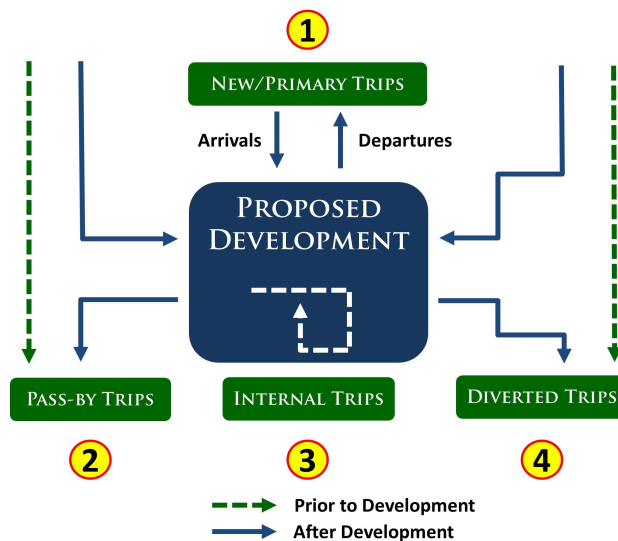 1
NEW/PRIMARY TRIPS
Arrivals
Departures
PROPOSED
DEVELOPMENT
PASS-BY TRIPS
INTERNAL TRIPS
DIVERTED TRIPS
2
3
4
Prior to Development
After Development